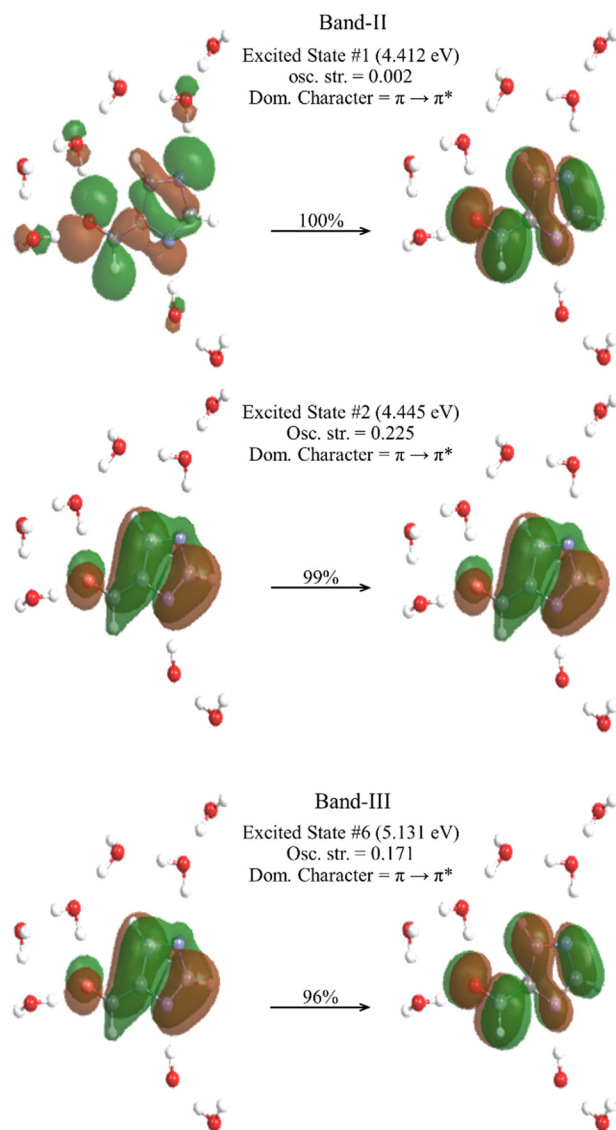 Band-II
Excited State #1 (4.412 eV)
osc. str. = 0.002
Dom. Character = π → π*
100%
Excited State #2 (4.445 eV)
Osc. str. = 0.225
Dom. Character = π → π*
99%
Band-III
Excited State #6 (5.131 eV)
Osc. str. = 0.171
Dom. Character = π → π*
96%